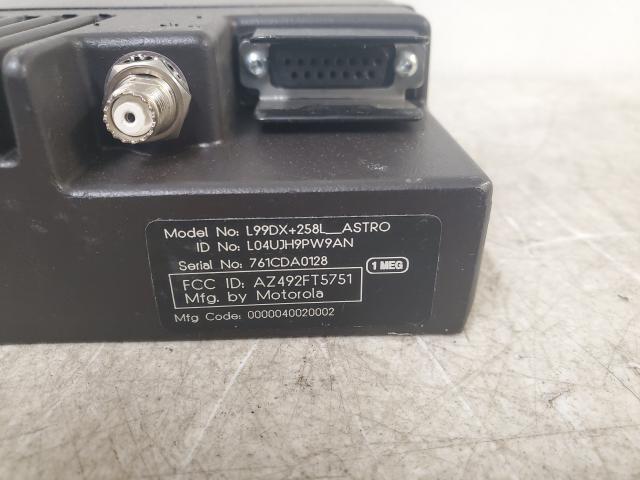 Model No: L99DX+258L__ASTRO
ID No: L04UJH9PW9AN
Serial No: 761CDA0128
1 MEG
FCC ID: AZ492FT5751
Mfg. by Motorola
Mfg Code: 0000040020002